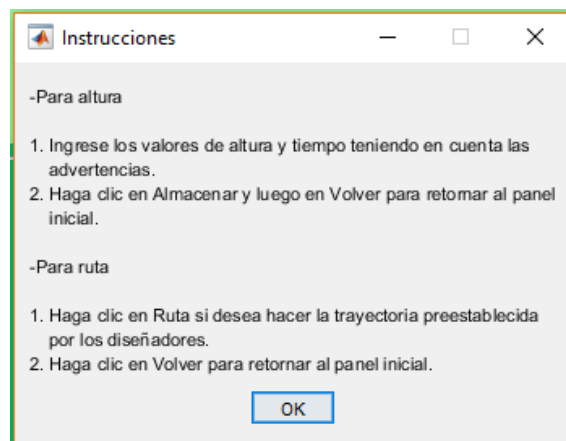 Instrucciones
-Para altura
1. Ingrese los valores de altura y tiempo teniendo en cuenta las
advertencias.
2. Haga clic en Almacenar y luego en Volver para retornar al panel
inicial.
-Para ruta
1. Haga clic en Ruta si desea hacer la trayectoria preestablecida
por los diseñadores.
2. Haga clic en Volver para retornar al panel inicial.
OK